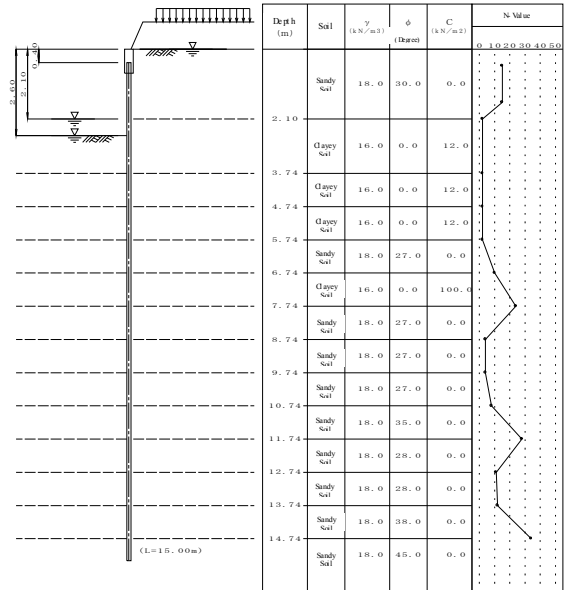 Depth (m) Soil γ (kN/m3) φ (Degree) C (kN/m2) N-Value
0 10 20 30 40 50
0.40
2.10
2.60
Sandy Soil 18.0 30.0 0.0
2.10
Clayey Soil 16.0 0.0 12.0
3.74
Clayey Soil 16.0 0.0 12.0
4.74
Clayey Soil 16.0 0.0 12.0
5.74
Sandy Soil 18.0 27.0 0.0
6.74
Clayey Soil 16.0 0.0 100.0
7.74
Sandy Soil 18.0 27.0 0.0
8.74
Sandy Soil 18.0 27.0 0.0
9.74
Sandy Soil 18.0 27.0 0.0
10.74
Sandy Soil 18.0 35.0 0.0
11.74
Sandy Soil 18.0 28.0 0.0
12.74
Sandy Soil 18.0 28.0 0.0
13.74
Sandy Soil 18.0 38.0 0.0
14.74
(L=15.00m)
Sandy Soil 18.0 45.0 0.0